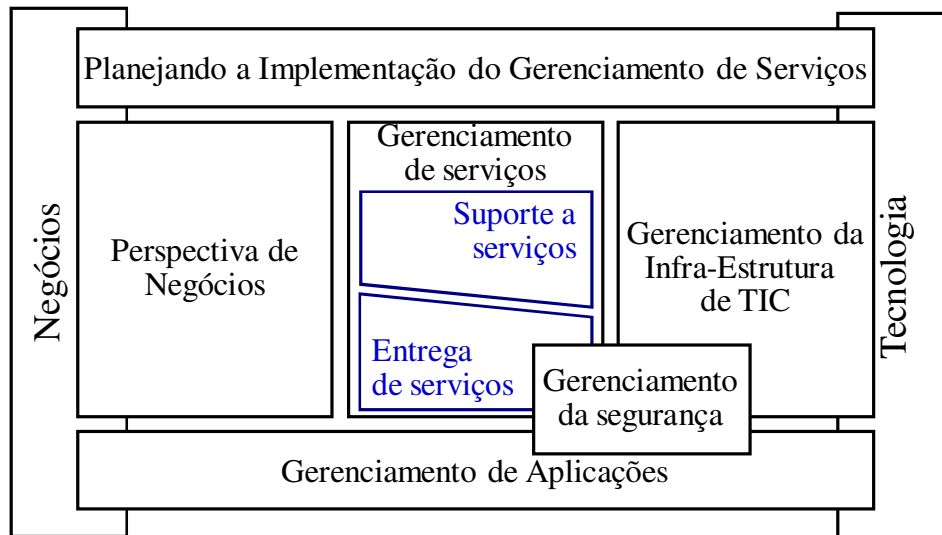 Planejando a Implementação do Gerenciamento de Serviços
Negócios
Perspectiva de
Negócios
Gerenciamento
de serviços
Suporte a
serviços
Entrega
de serviços
Gerenciamento da
Infra-Estrutura
de TIC
Gerenciamento
da segurança
Tecnologia
Gerenciamento de Aplicações